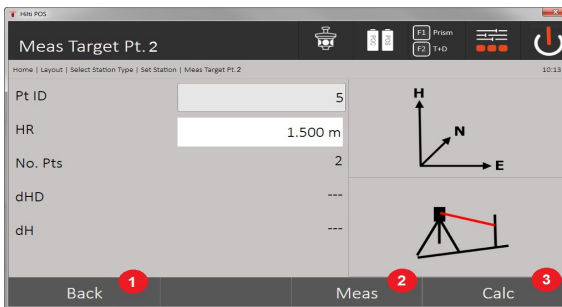 Hilti POS
Meas Target Pt. 2
POC
POS
F1 Prism
F2 T+D
Home | Layout | Select Station Type | Set Station | Meas Target Pt. 2
10:13
Pt ID 5
HR 1.500 m
No. Pts 2
dHD ---
dH ---
H
N
E
Back 1
Meas 2
Calc 3